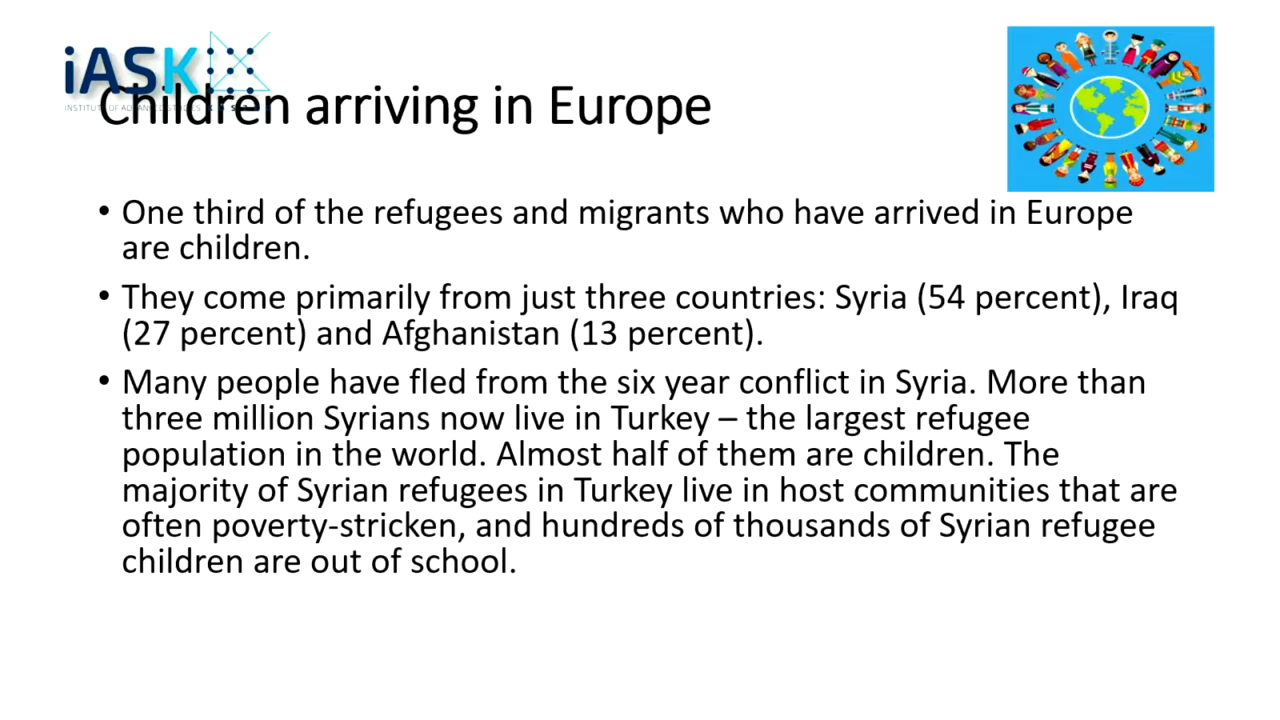 iASK
Children arriving in Europe
• One third of the refugees and migrants who have arrived in Europe
are children.
• They come primarily from just three countries: Syria (54 percent), Iraq
(27 percent) and Afghanistan (13 percent).
• Many people have fled from the six year conflict in Syria. More than
three million Syrians now live in Turkey – the largest refugee
population in the world. Almost half of them are children. The
majority of Syrian refugees in Turkey live in host communities that are
often poverty-stricken, and hundreds of thousands of Syrian refugee
children are out of school.